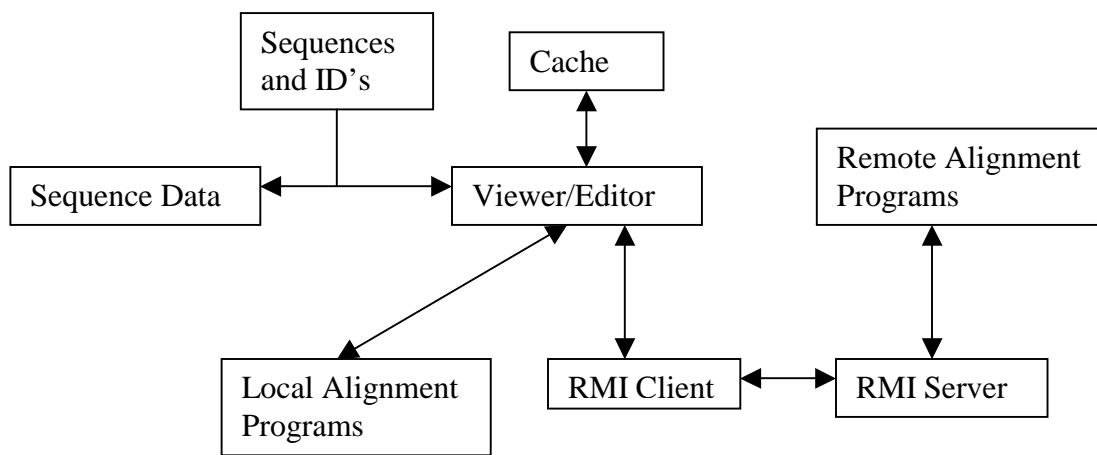 Sequences
and ID's
Cache
Remote Alignment
Programs
Sequence Data
Viewer/Editor
Local Alignment
Programs
RMI Client
RMI Server